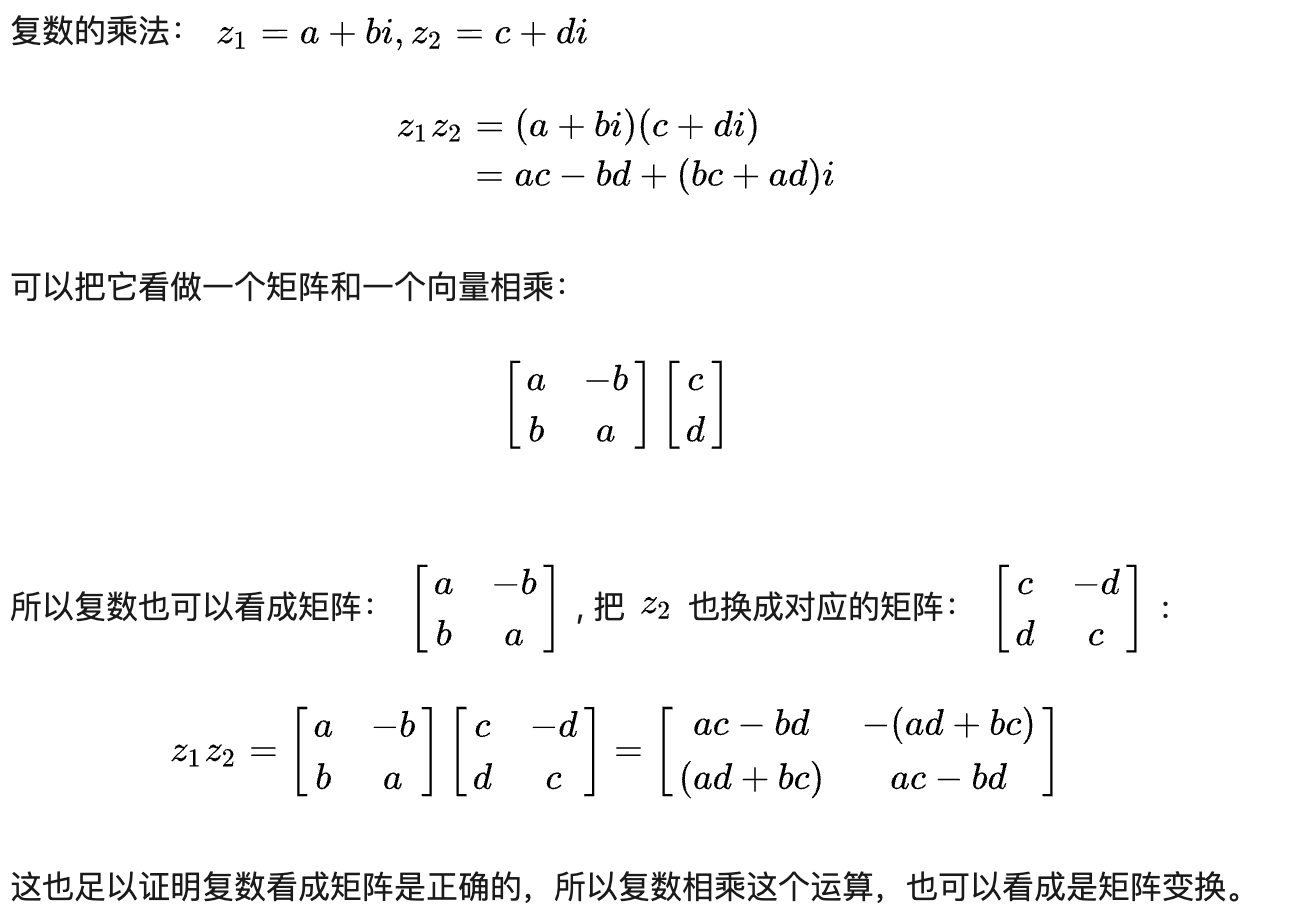 复数的乘法： $z_1 = a + bi, z_2 = c + di$
$z_1 z_2 = (a + bi)(c + di)$
$= ac - bd + (bc + ad)i$
可以把它看做一个矩阵和一个向量相乘：
$\begin{bmatrix} a & -b \\ b & a \end{bmatrix} \begin{bmatrix} c \\ d \end{bmatrix}$
所以复数也可以看成矩阵： $\begin{bmatrix} a & -b \\ b & a \end{bmatrix}$ , 把 $z_2$ 也换成对应的矩阵： $\begin{bmatrix} c & -d \\ d & c \end{bmatrix}$ ：
$z_1 z_2 = \begin{bmatrix} a & -b \\ b & a \end{bmatrix} \begin{bmatrix} c & -d \\ d & c \end{bmatrix} = \begin{bmatrix} ac - bd & -(ad + bc) \\ (ad + bc) & ac - bd \end{bmatrix}$
这也足以证明复数看成矩阵是正确的，所以复数相乘这个运算，也可以看成是矩阵变换。